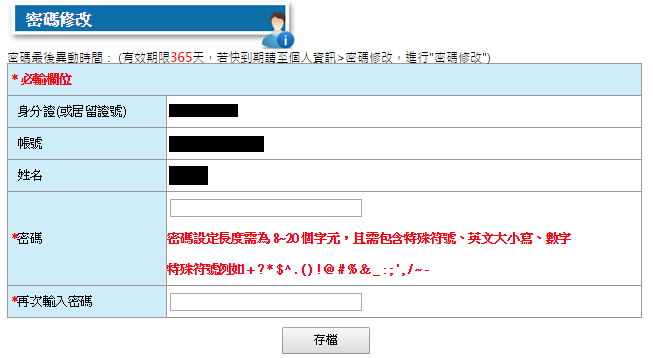 密碼修改
密碼最後異動時間： (有效期限365天，若快到期請至個人資訊>密碼修改，進行"密碼修改")
* 必輸欄位
身分證(或居留證號)
帳號
姓名
*密碼
密碼設定長度需為 8~20 個字元，且需包含特殊符號、英文大小寫、數字
特殊符號例如 + ? * $ ^ . ( ) ! @ # % & _ : ; ' , / ~ -
*再次輸入密碼
存檔